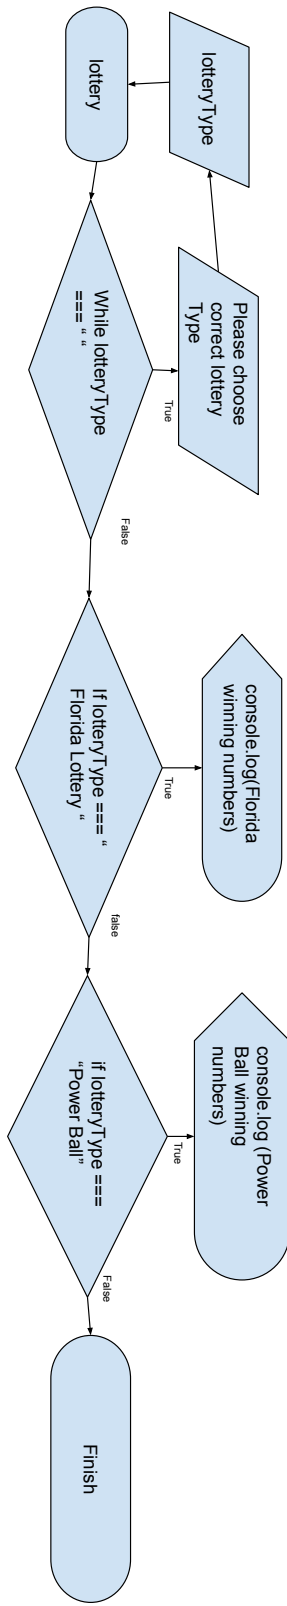 lotteryType
lottery
Please choose
correct lottery
Type
While lotteryType
=== “ “
True
False
console.log(Florida
winning numbers)
If lotteryType === “
Florida Lottery “
True
false
console.log (Power
Ball winning
numbers)
if lotteryType ===
“Power Ball”
True
False
Finish